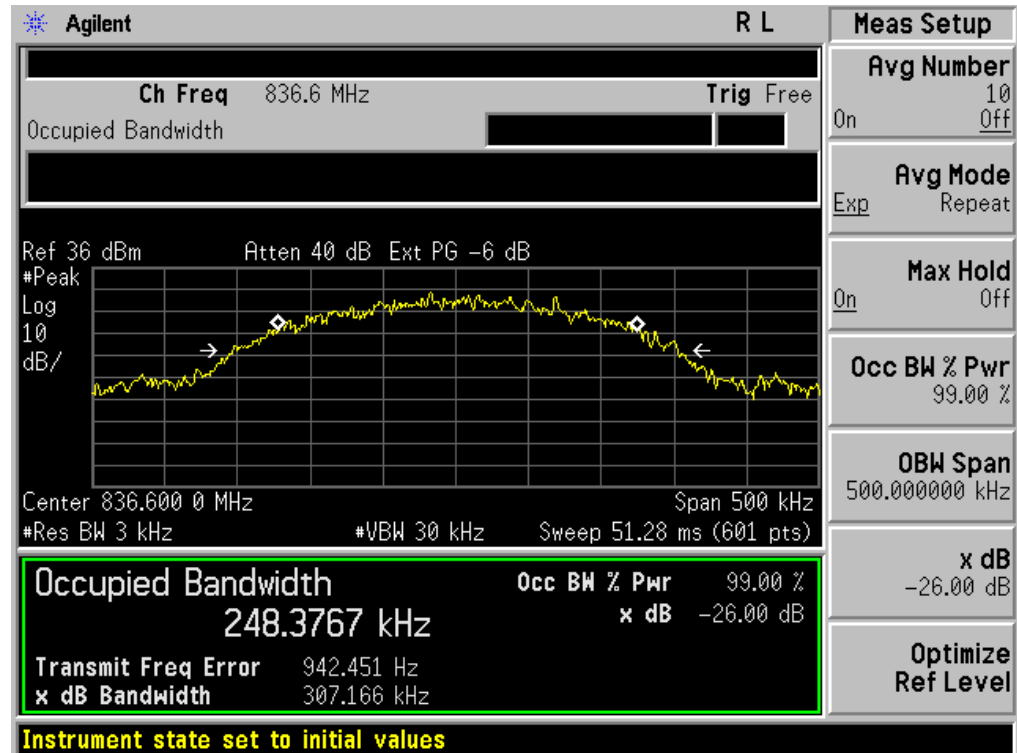 Agilent R L
Ch Freq 836.6 MHz Trig Free
Occupied Bandwidth
Ref 36 dBm Atten 40 dB Ext PG -6 dB
#Peak
Log
10
dB/
Center 836.600 0 MHz Span 500 kHz
#Res BW 3 kHz #VBW 30 kHz Sweep 51.28 ms (601 pts)
Occupied Bandwidth Occ BW % Pwr 99.00 %
248.3767 kHz x dB -26.00 dB
Transmit Freq Error 942.451 Hz
x dB Bandwidth 307.166 kHz
Instrument state set to initial values
Meas Setup
Avg Number
10
On Off
Avg Mode
Exp Repeat
Max Hold
On Off
Occ BW % Pwr
99.00 %
OBW Span
500.000000 kHz
x dB
-26.00 dB
Optimize
Ref Level